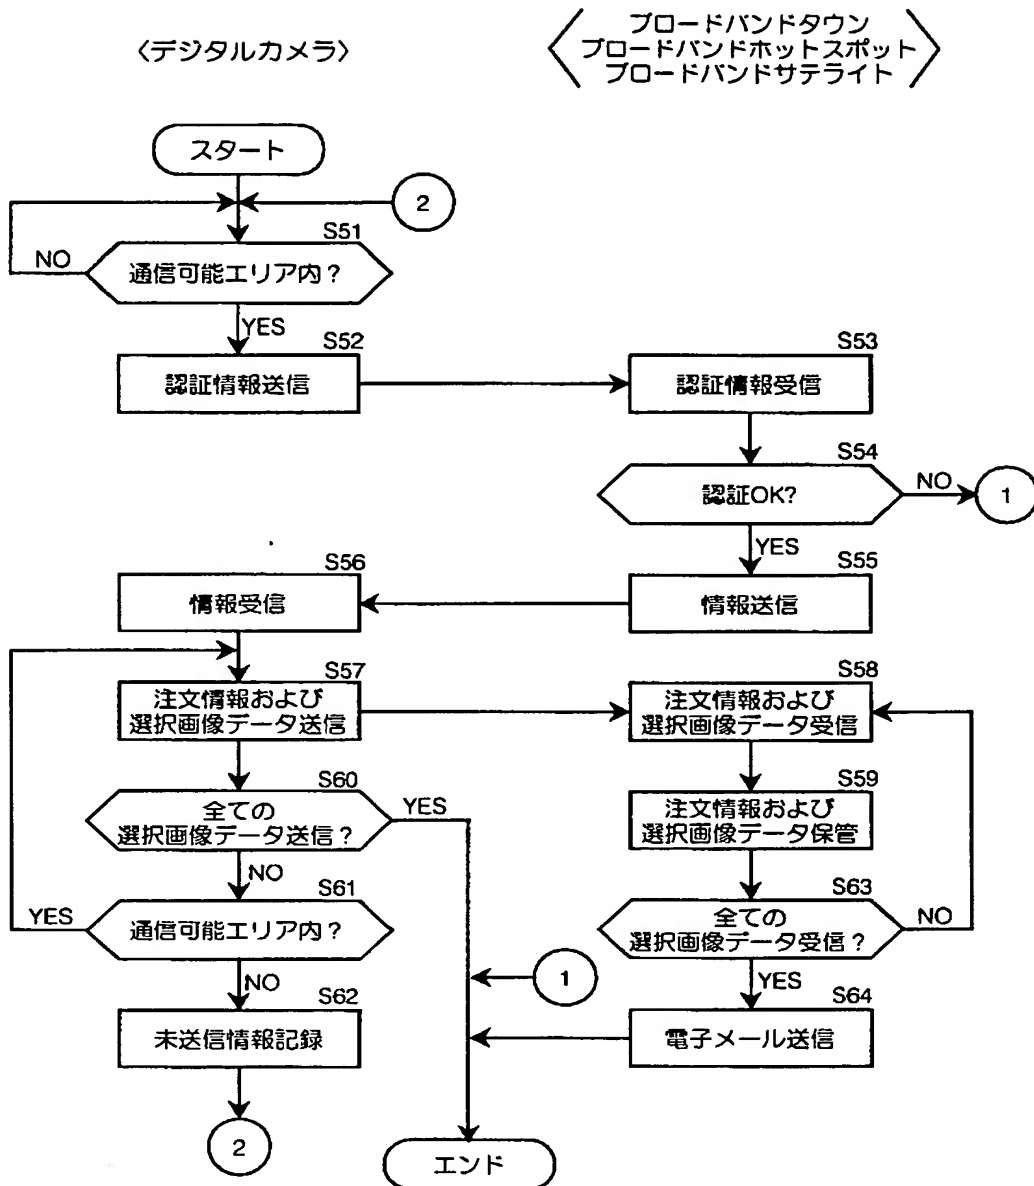 〈デジタルカメラ〉
ブロードバンドタウン
ブロードバンドホットスポット
ブロードバンドサテライト
スタート
2
S51
通信可能エリア内？
NO
YES
S52
認証情報送信
S53
認証情報受信
S54
認証OK?
NO
1
YES
S55
情報送信
S56
情報受信
S57
注文情報および
選択画像データ送信
S58
注文情報および
選択画像データ受信
S59
注文情報および
選択画像データ保管
S60
全ての
選択画像データ送信？
YES
NO
S61
通信可能エリア内？
YES
NO
S62
未送信情報記録
2
S63
全ての
選択画像データ受信？
NO
YES
S64
電子メール送信
1
エンド